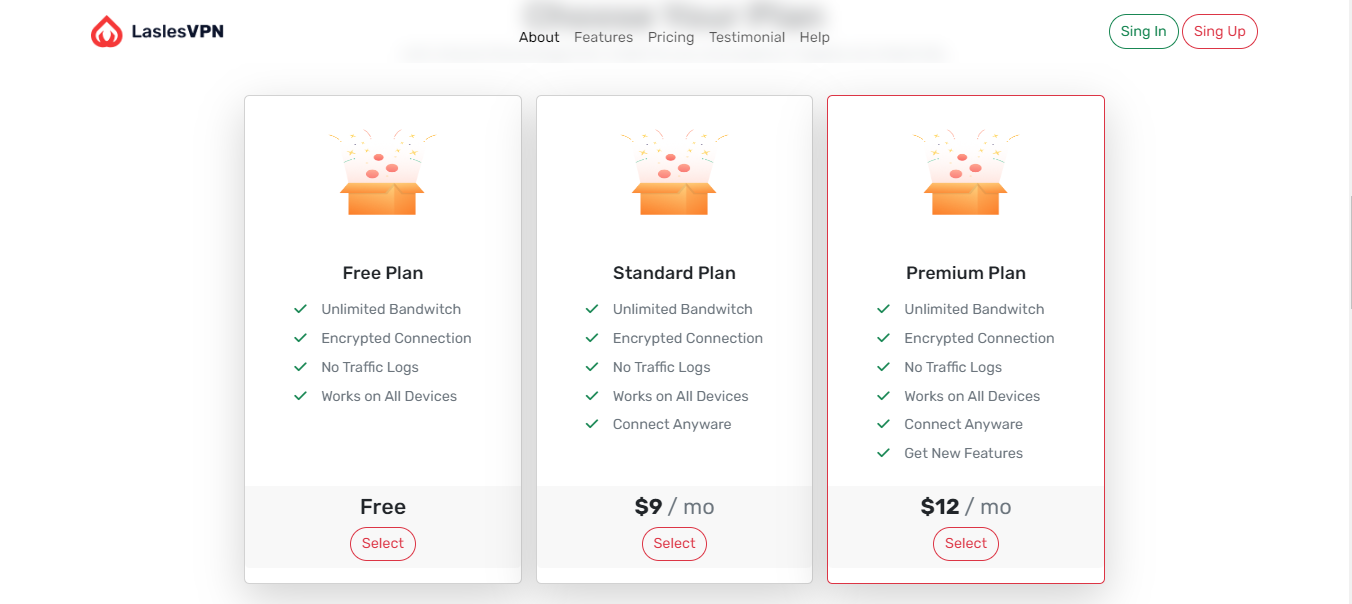 LaslesVPN
Choose Your Plan
About Features Pricing Testimonial Help
Sing In Sing Up
Free Plan
Unlimited Bandwitch
Encrypted Connection
No Traffic Logs
Works on All Devices
Free
Select
Standard Plan
Unlimited Bandwitch
Encrypted Connection
No Traffic Logs
Works on All Devices
Connect Anyware
$9 / mo
Select
Premium Plan
Unlimited Bandwitch
Encrypted Connection
No Traffic Logs
Works on All Devices
Connect Anyware
Get New Features
$12 / mo
Select